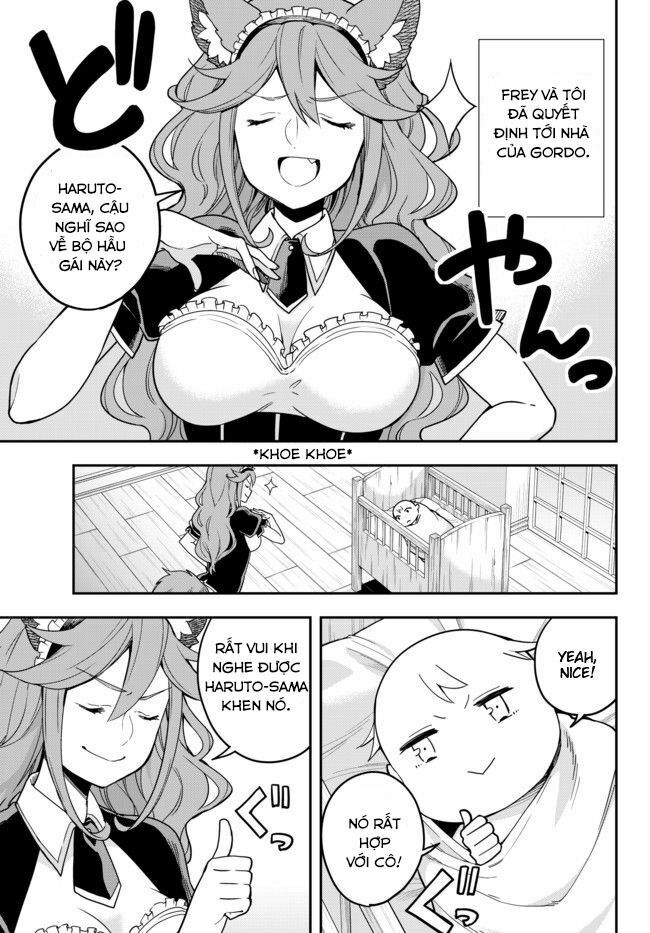 FREY VÀ TÔI
ĐÃ QUYẾT
ĐỊNH TỚI NHÀ
CỦA GORDO.
ど
HARUTO-
SAMA, CẬU
NGHĨ SAO
VỀ BỘ HẦU
GÁI NÀY?
やんっ
*KHOE KHOE*
YEAH,
NICE!
NÓ RẤT
HỢP
VỚI CÔ!
ぐっ
RẤT VUI KHI
NGHE ĐƯỢC
HARUTO-SAMA
KHEN NÓ.
ぐっ